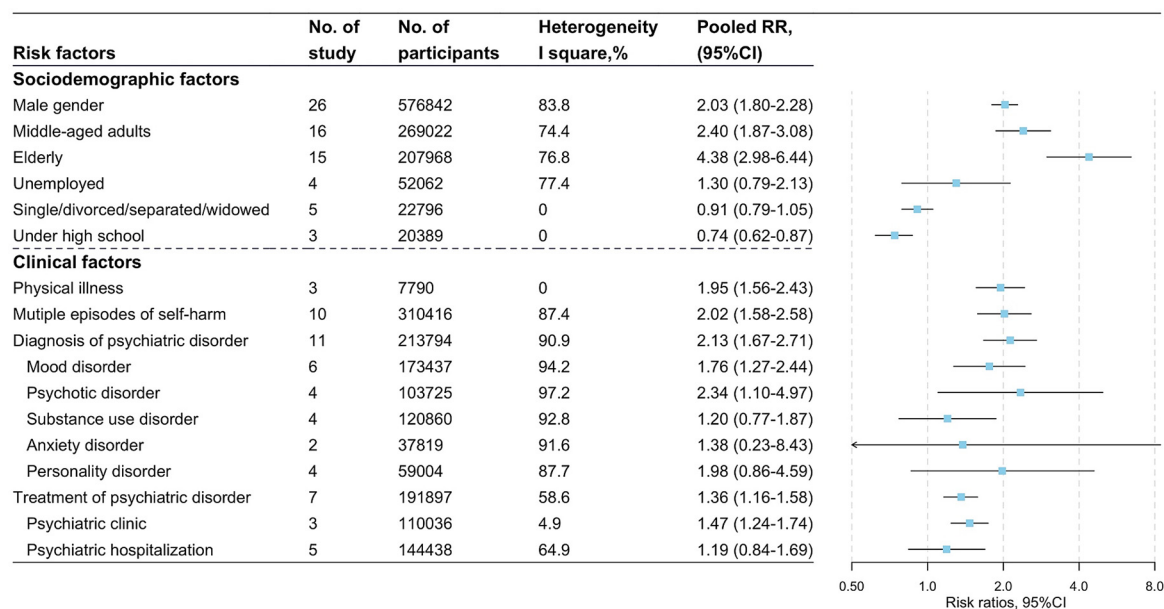 Risk factors No. of study No. of participants Heterogeneity I square,% Pooled RR, (95%CI)
Sociodemographic factors
Male gender 26 576842 83.8 2.03 (1.80-2.28)
Middle-aged adults 16 269022 74.4 2.40 (1.87-3.08)
Elderly 15 207968 76.8 4.38 (2.98-6.44)
Unemployed 4 52062 77.4 1.30 (0.79-2.13)
Single/divorced/separated/widowed 5 22796 0 0.91 (0.79-1.05)
Under high school 3 20389 0 0.74 (0.62-0.87)
Clinical factors
Physical illness 3 7790 0 1.95 (1.56-2.43)
Mutiple episodes of self-harm 10 310416 87.4 2.02 (1.58-2.58)
Diagnosis of psychiatric disorder 11 213794 90.9 2.13 (1.67-2.71)
Mood disorder 6 173437 94.2 1.76 (1.27-2.44)
Psychotic disorder 4 103725 97.2 2.34 (1.10-4.97)
Substance use disorder 4 120860 92.8 1.20 (0.77-1.87)
Anxiety disorder 2 37819 91.6 1.38 (0.23-8.43)
Personality disorder 4 59004 87.7 1.98 (0.86-4.59)
Treatment of psychiatric disorder 7 191897 58.6 1.36 (1.16-1.58)
Psychiatric clinic 3 110036 4.9 1.47 (1.24-1.74)
Psychiatric hospitalization 5 144438 64.9 1.19 (0.84-1.69)
0.50 1.0 2.0 4.0 8.0
Risk ratios, 95%CI